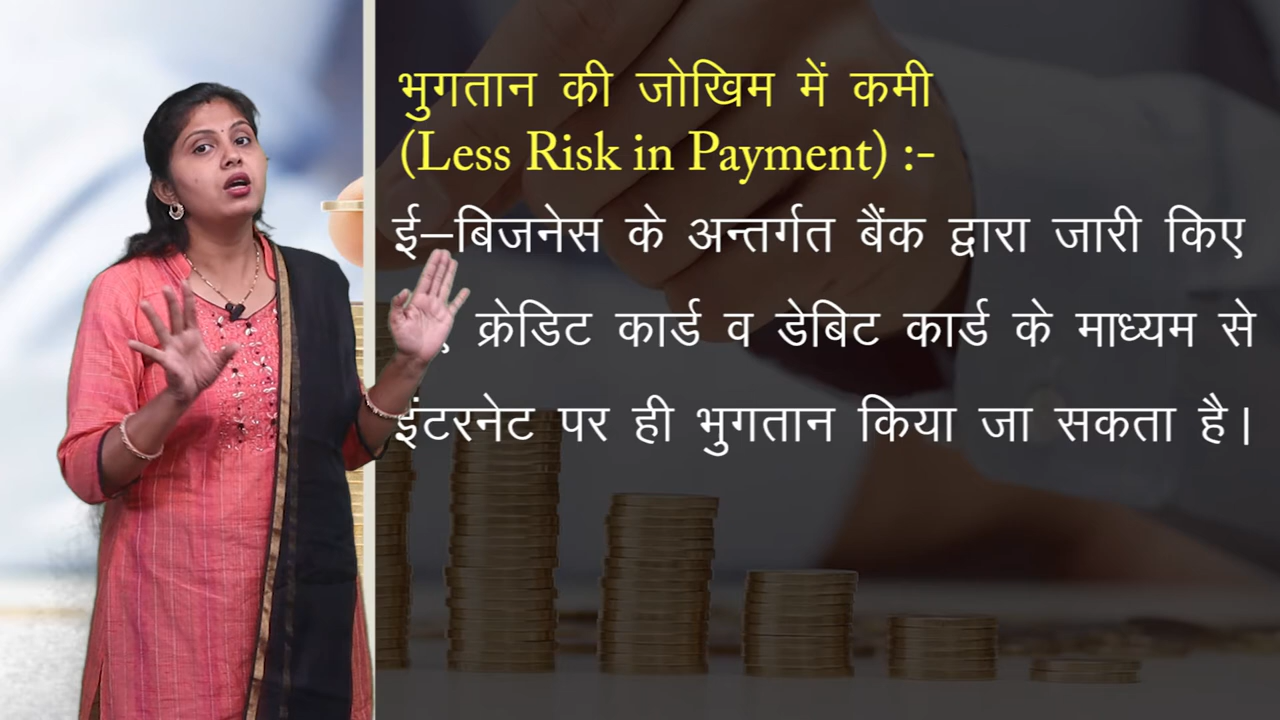 भुगतान की जोखिम में कमी
(Less Risk in Payment) :-
ई–बिजनेस के अन्तर्गत बैंक द्वारा जारी किए
क्रेडिट कार्ड व डेबिट कार्ड के माध्यम से
इंटरनेट पर ही भुगतान किया जा सकता है।